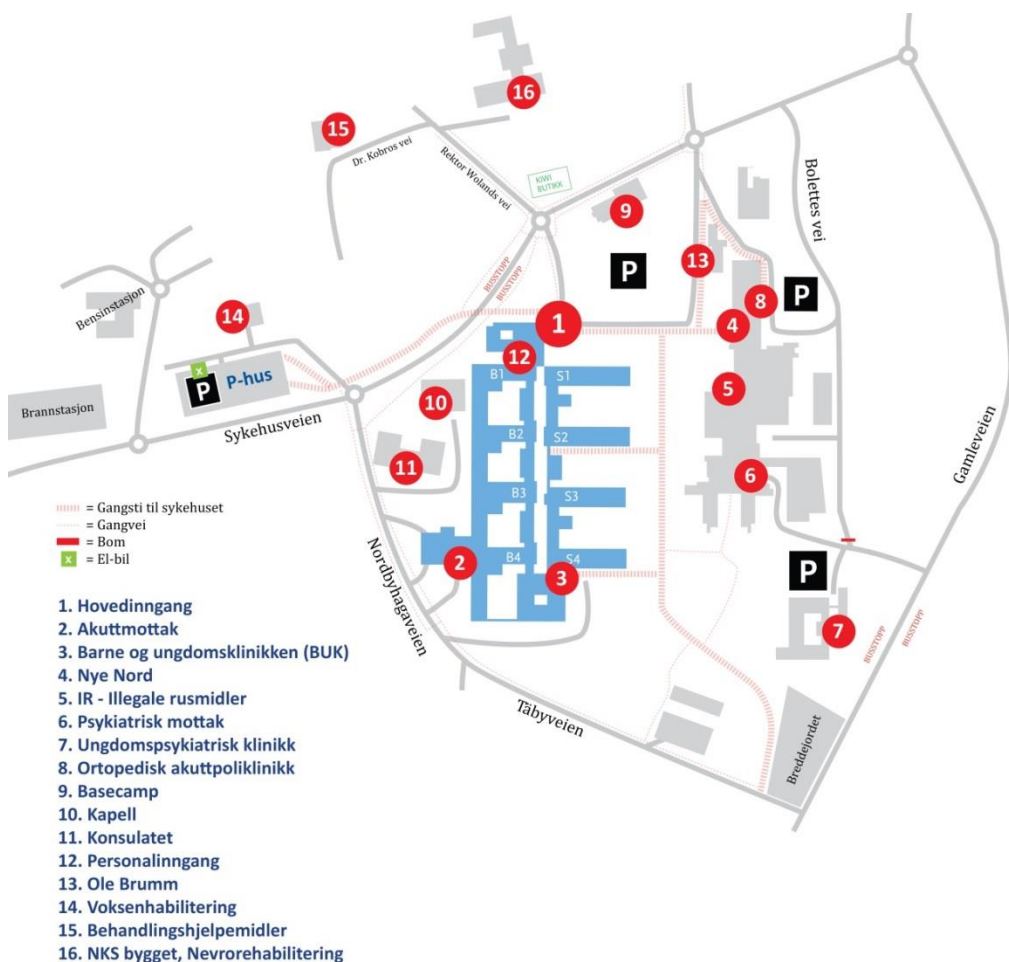 16
15
Dr. Kobros vei
Rektor Wolands vei
KIWI
BUTIKK
9
Bolettes vei
BUSSTOPP
BUSSTOPP
13
P
8
P
Bensinstasjon
14
1
4
12
x
P
P-hus
B1
S1
5
Brannstasjon
Sykehusveien
10
B2
S2
Gamleveien
11
6
B3
S3
= Gangsti til sykehuset
= Gangvei
= Bom
x = El-bil
Nordbyhagaveien
2
B4
S4
3
P
7
BUSSTOPP
BUSSTOPP
Täbyveien
Breddejordet
1. Hovedinngang
2. Akuttmottak
3. Barne og ungdomsklinikken (BUK)
4. Nye Nord
5. IR - Illegale rusmidler
6. Psykiatrisk mottak
7. Ungdomspsykiatrisk klinikk
8. Ortopedisk akuttpoliklinikk
9. Basecamp
10. Kapell
11. Konsulatet
12. Personalinngang
13. Ole Brumm
14. Voksenhabilitering
15. Behandlingshjelpemidler
16. NKS bygget, Nevrorehabilitering